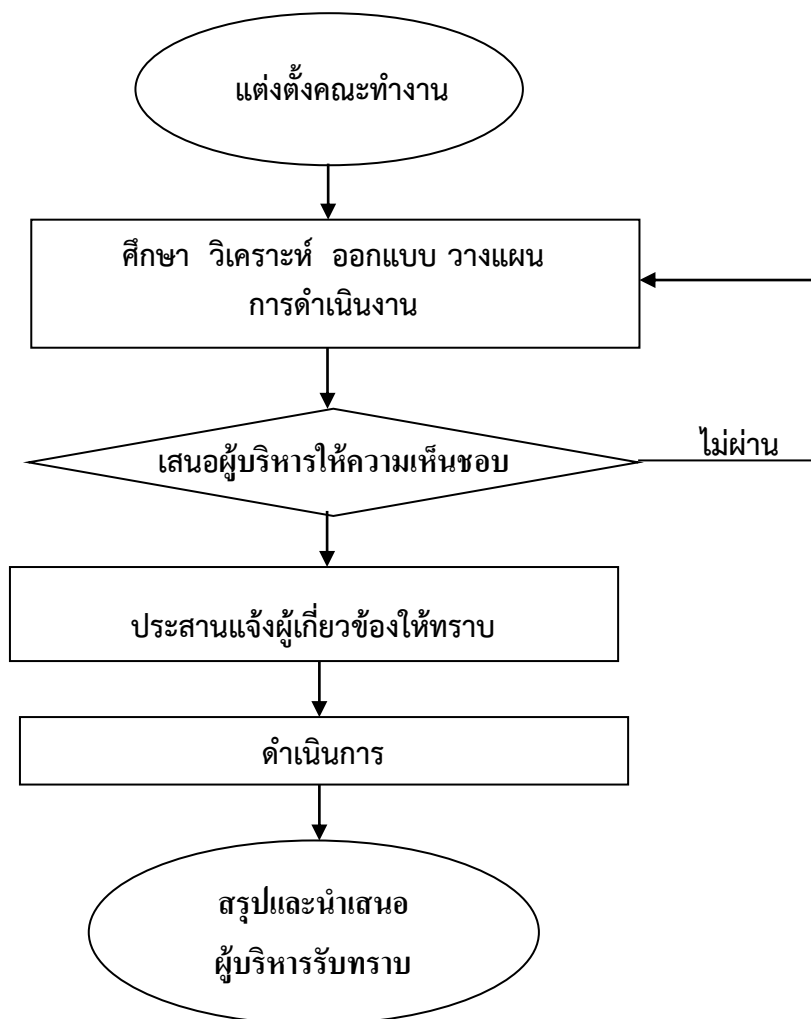 แต่งตั้งคณะทำงาน
ศึกษา วิเคราะห์ ออกแบบ วางแผน
การดำเนินงาน
เสนอผู้บริหารให้ความเห็นชอบ
ไม่ผ่าน
ประสานแจ้งผู้เกี่ยวข้องให้ทราบ
ดำเนินการ
สรุปและนำเสนอ
ผู้บริหารรับทราบ